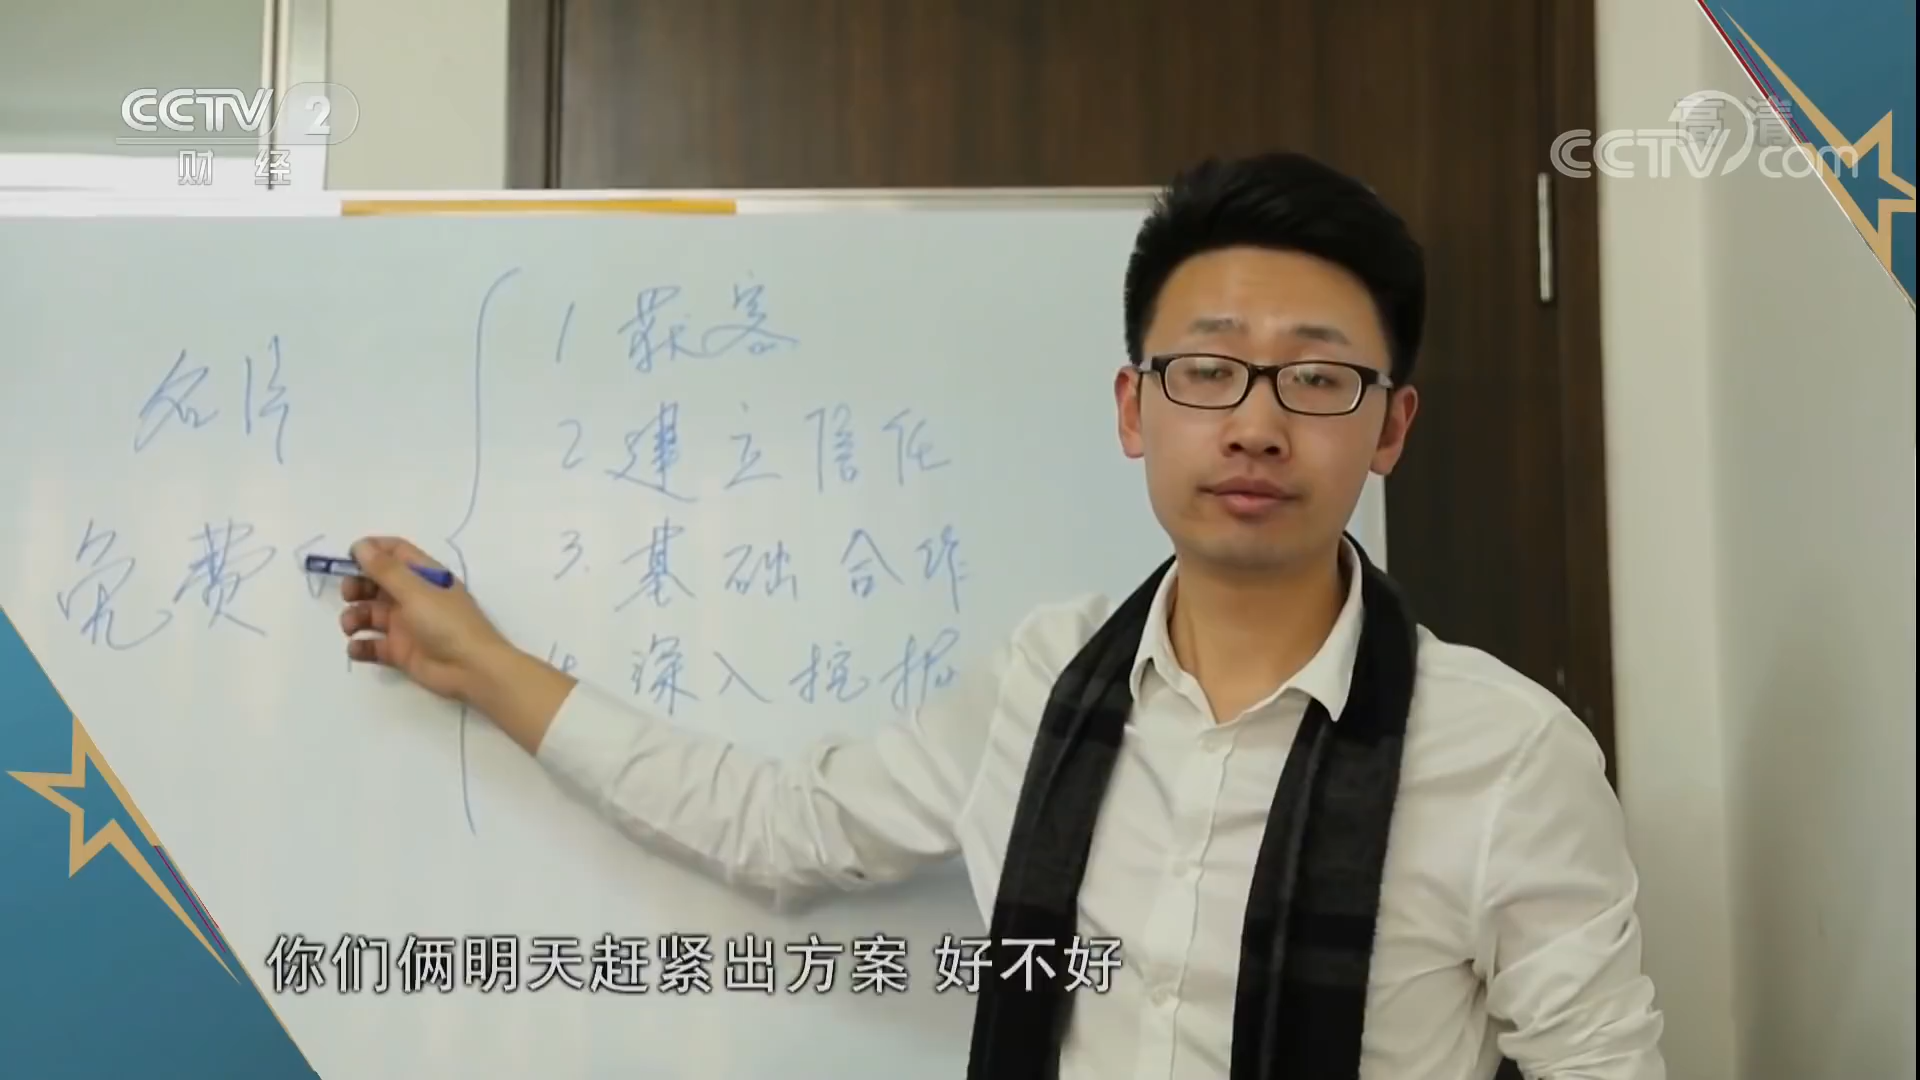 CCTV 2
财经
高清
CCTV.com
名片
免费
1 获客
2 建立信任
3. 基础合作
深入挖掘
你们俩明天赶紧出方案 好不好